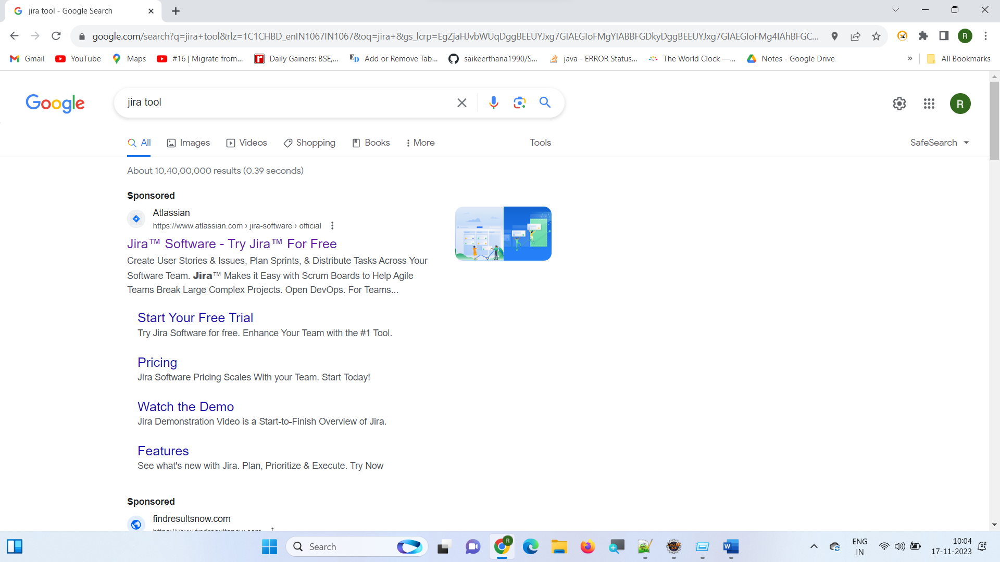 jira tool - Google Search
google.com/search?q=jira+tool&rlz=1C1CHBD_enIN1067IN1067&oq=jira+&gs_lcrp=EgZjaHJvbWUqDggBEEUYJxg7GIAEGIoFMgYIABBFGDkyDggBEEUYJxg7GIAEGIoFMg4IAhBFGC...
R
Gmail YouTube Maps #16 | Migrate from... Daily Gainers: BSE,... Add or Remove Tab... saikeerthana1990/S... java - ERROR Status... The World Clock —... Notes - Google Drive » All Bookmarks
Google jira tool R
All Images Videos Shopping Books More Tools SafeSearch
About 10,40,00,000 results (0.39 seconds)
Sponsored
Atlassian
https://www.atlassian.com › jira-software › official
Jira™ Software - Try Jira™ For Free
Create User Stories & Issues, Plan Sprints, & Distribute Tasks Across Your
Software Team. Jira™ Makes it Easy with Scrum Boards to Help Agile
Teams Break Large Complex Projects. Open DevOps. For Teams...
Start Your Free Trial
Try Jira Software for free. Enhance Your Team with the #1 Tool.
Pricing
Jira Software Pricing Scales With your Team. Start Today!
Watch the Demo
Jira Demonstration Video is a Start-to-Finish Overview of Jira.
Features
See what's new with Jira. Plan, Prioritize & Execute. Try Now
Sponsored
findresultsnow.com
Search
ENG
IN
10:04
17-11-2023